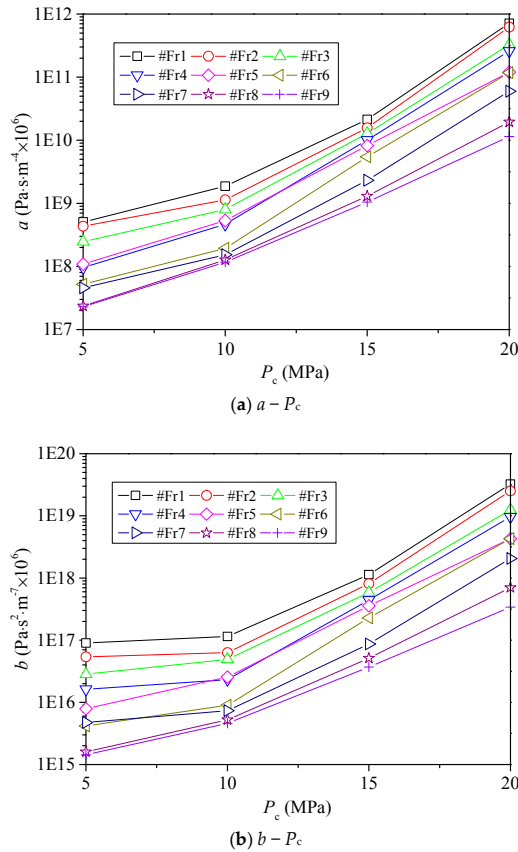 1E12
1E11
1E10
1E9
1E8
1E7
a (Pa·s·m⁻⁴×10⁶)
#Fr1 #Fr2 #Fr3
#Fr4 #Fr5 #Fr6
#Fr7 #Fr8 #Fr9
5 10 15 20
Pc (MPa)
(a) a − Pc
1E20
1E19
1E18
1E17
1E16
1E15
b (Pa·s²·m⁻⁷×10⁶)
#Fr1 #Fr2 #Fr3
#Fr4 #Fr5 #Fr6
#Fr7 #Fr8 #Fr9
5 10 15 20
Pc (MPa)
(b) b − Pc